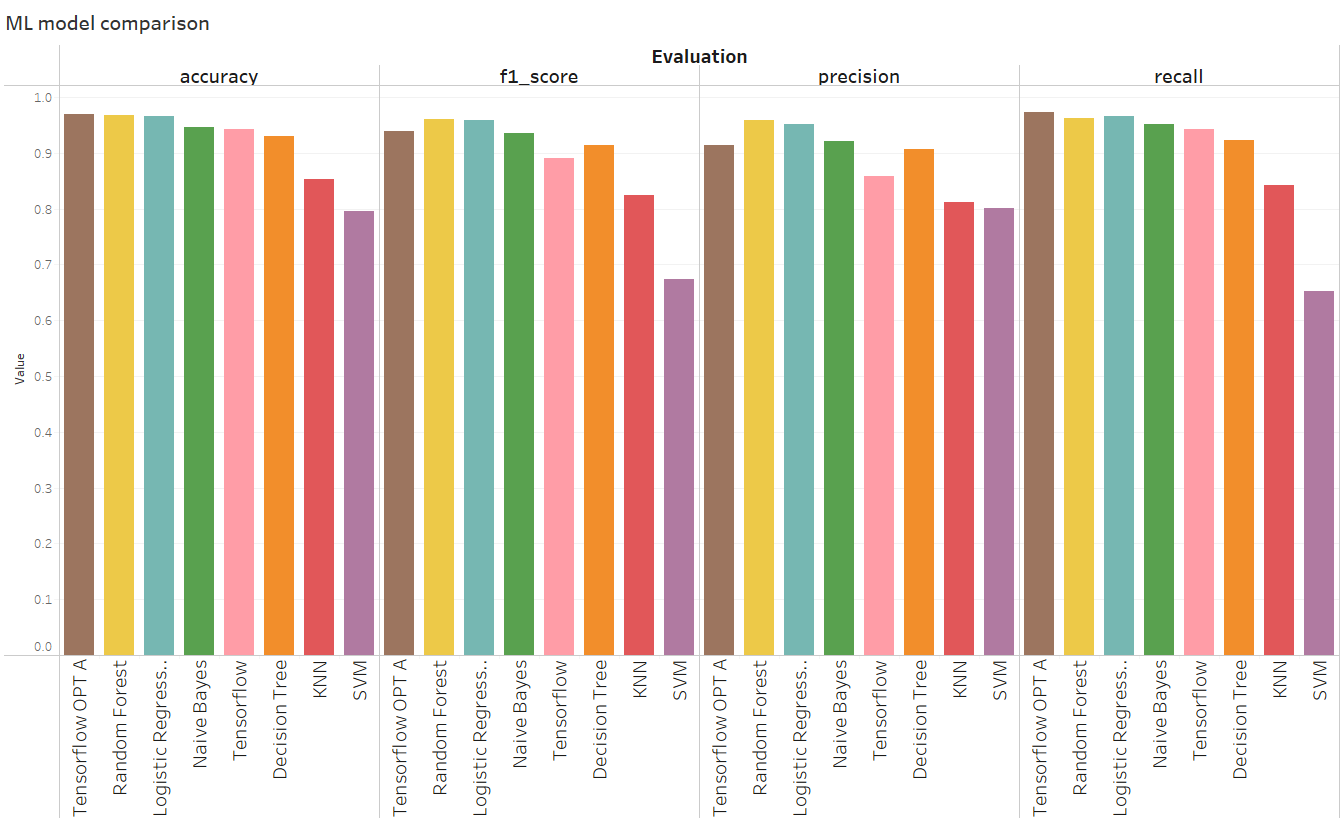 ML model comparison
Evaluation
accuracy f1_score precision recall
1.0
0.9
0.8
0.7
0.6
0.5
0.4
0.3
0.2
0.1
0.0
Value
Tensorflow OPT A
Random Forest
Logistic Regress..
Naive Bayes
Tensorflow
Decision Tree
KNN
SVM
Tensorflow OPT A
Random Forest
Logistic Regress..
Naive Bayes
Tensorflow
Decision Tree
KNN
SVM
Tensorflow OPT A
Random Forest
Logistic Regress..
Naive Bayes
Tensorflow
Decision Tree
KNN
SVM
Tensorflow OPT A
Random Forest
Logistic Regress..
Naive Bayes
Tensorflow
Decision Tree
KNN
SVM